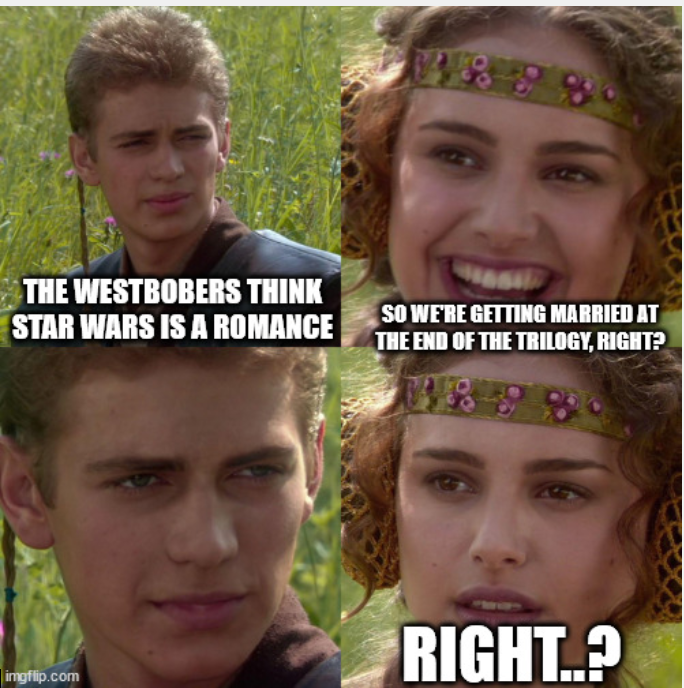 THE WESTBOBERS THINK
STAR WARS IS A ROMANCE
SO WE'RE GETTING MARRIED AT
THE END OF THE TRILOGY, RIGHT?
RIGHT..?
imgflip.com